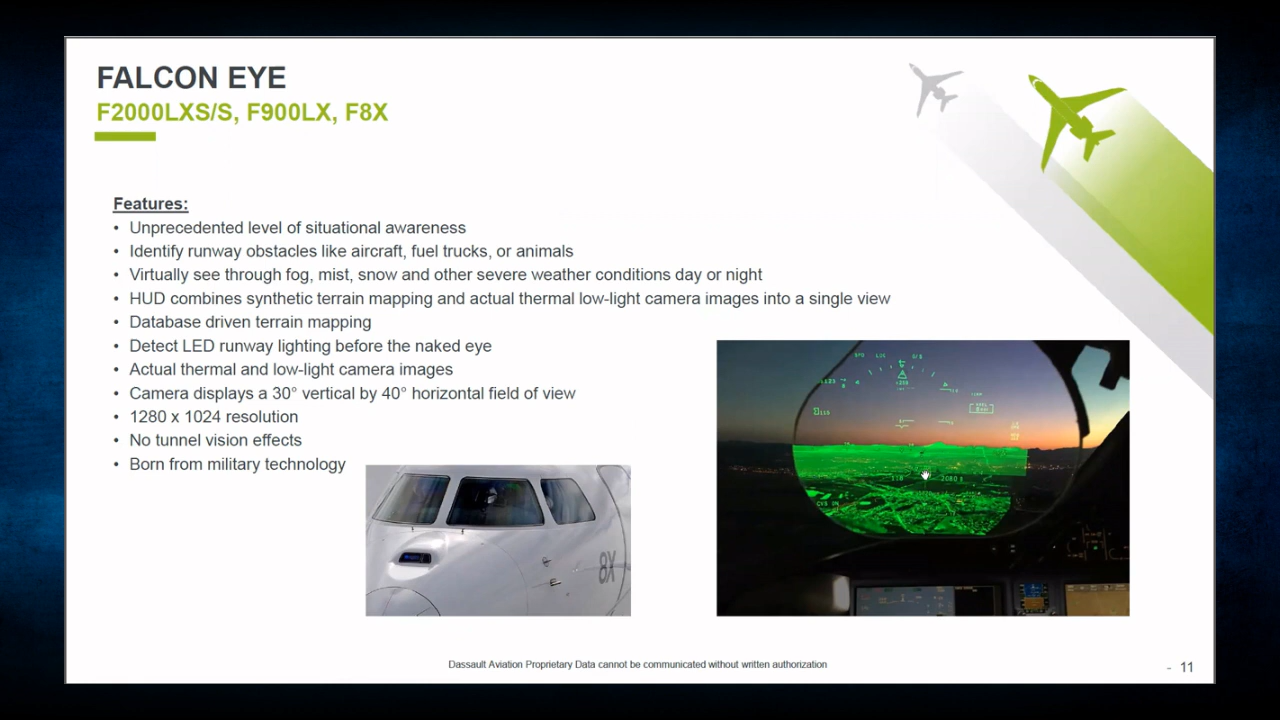 FALCON EYE
F2000LXS/S, F900LX, F8X
Features:
• Unprecedented level of situational awareness
• Identify runway obstacles like aircraft, fuel trucks, or animals
• Virtually see through fog, mist, snow and other severe weather conditions day or night
• HUD combines synthetic terrain mapping and actual thermal low-light camera images into a single view
• Database driven terrain mapping
• Detect LED runway lighting before the naked eye
• Actual thermal and low-light camera images
• Camera displays a 30° vertical by 40° horizontal field of view
• 1280 x 1024 resolution
• No tunnel vision effects
• Born from military technology
8X
Dassault Aviation Proprietary Data cannot be communicated without written authorization
- 11